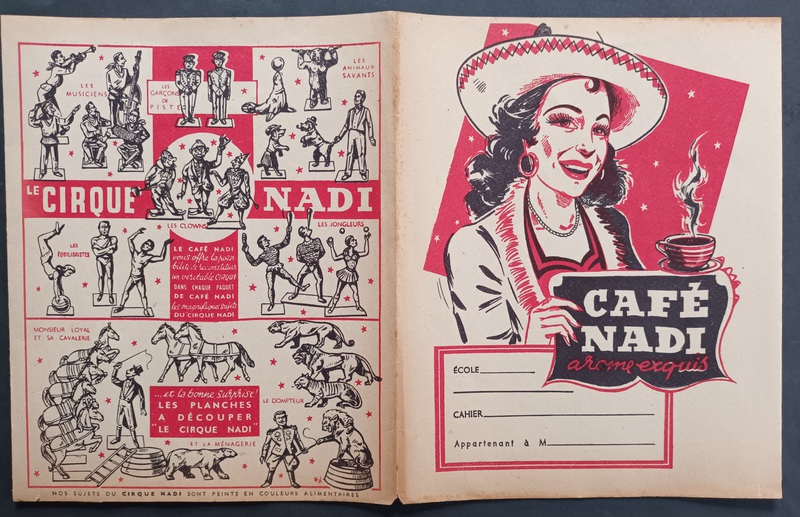 LES
MUSICIENS
LES
GARÇONS
DE
PISTE
LES
ANIMAUX
SAVANTS
LE CIRQUE NADI
LES CLOWNS
LES JONGLEURS
LES
ÉQUILIBRISTES
LE CAFÉ NADI
vous offre la possi-
bilité de reconstituer
un véritable CIRQUE
DANS CHAQUE PAQUET
DE CAFÉ NADI
les magnifiques sujets
DU CIRQUE NADI
MONSIEUR LOYAL
ET SA CAVALERIE
...et la bonne surprise!
LES PLANCHES
A DÉCOUPER
"LE CIRQUE NADI"
LE DOMPTEUR
ET LA MÉNAGERIE
NOS SUJETS DU CIRQUE NADI SONT PEINTS EN COULEURS ALIMENTAIRES
CAFÉ
NADI
arome exquis
ÉCOLE
CAHIER
Appartenant à M